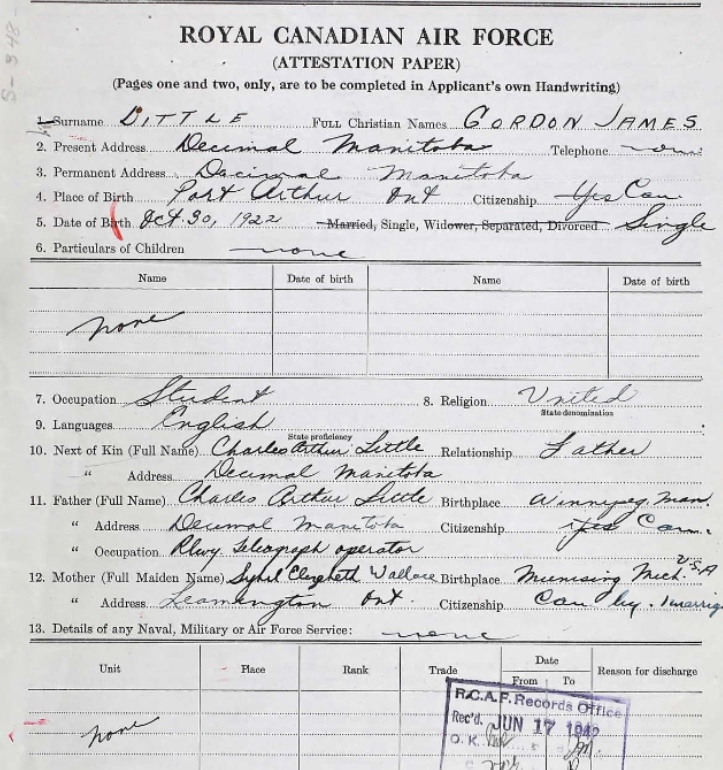 S-948-
ROYAL CANADIAN AIR FORCE
(ATTESTATION PAPER)
(Pages one and two, only, are to be completed in Applicant's own Handwriting)
1. Surname LITTLE FULL Christian Names GORDON JAMES
2. Present Address Decimal Manitoba Telephone none
3. Permanent Address Decimal Manitoba
4. Place of Birth Port Arthur Ont Citizenship Yes Can.
5. Date of Birth Oct. 30, 1922 Married, Single, Widower, Separated, Divorced Single
6. Particulars of Children none
Name Date of birth Name Date of birth
none
7. Occupation Student 8. Religion United
State denomination
9. Languages English
State proficiency
10. Next of Kin (Full Name) Charles Arthur Little Relationship Father
" Address Decimal Manitoba
11. Father (Full Name) Charles Arthur Little Birthplace Winnipeg, Man.
" Address Decimal Manitoba Citizenship yes Can.
" Occupation Rlwy Telegraph operator
12. Mother (Full Maiden Name) Sybil Elizabeth Wallace Birthplace Munising Mich. U.S.A
" Address Leamington Ont. Citizenship Can by. marrig
13. Details of any Naval, Military or Air Force Service: none
Unit Place Rank Trade Date Reason for discharge
From To
none
R.C.A.F. Records Office
Rec'd. JUN 17 1942
O. K.